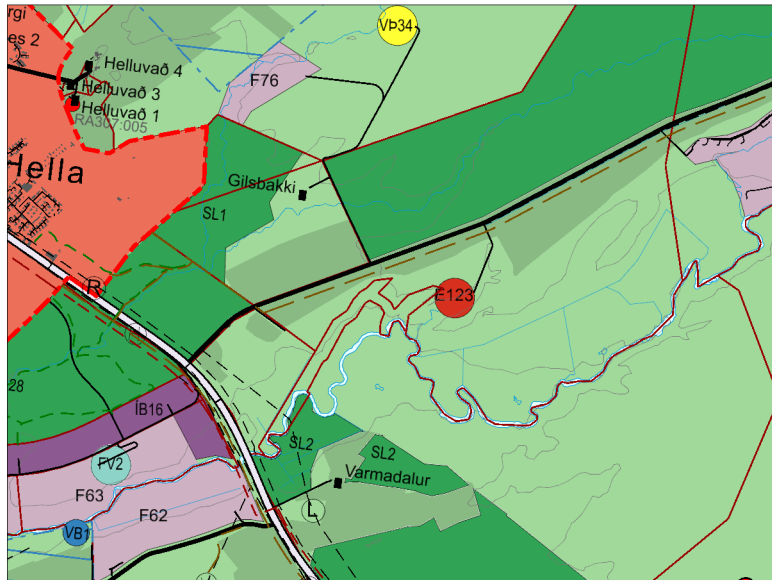 rgi
es 2
Helluvað 4
Helluvað 3
Helluvað 1
RA307:005
VÞ34
F76
Hella
Gilsbakki
SL1
E123
R
28
ÍB16
FV2
F63
F62
VB1
SL2
SL2
Varmadalur
L